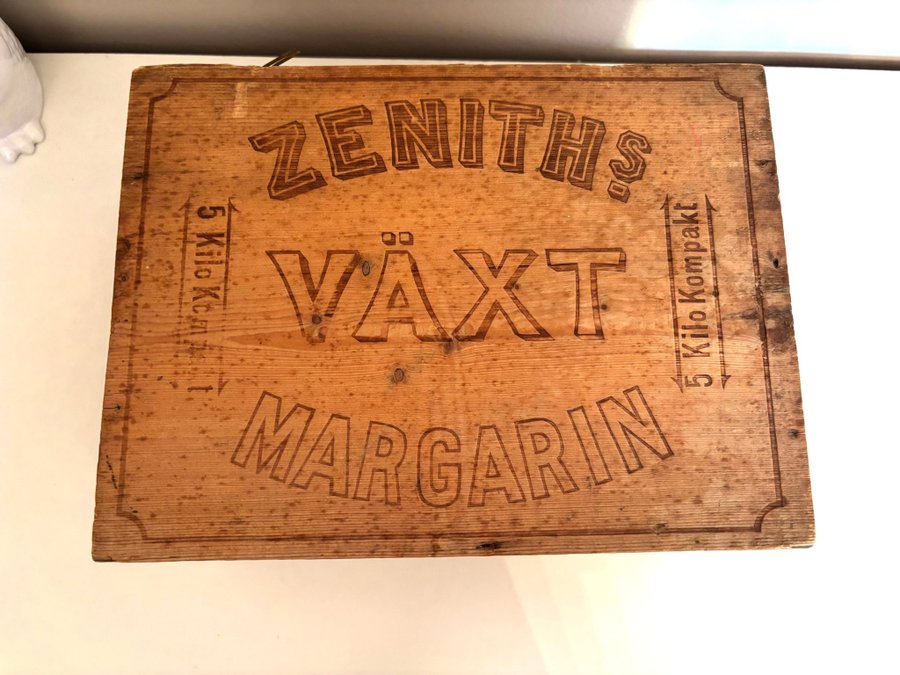 ZENITHS
VÄXT
MARGARIN
5 Kilo
5 Kilo Kompakt